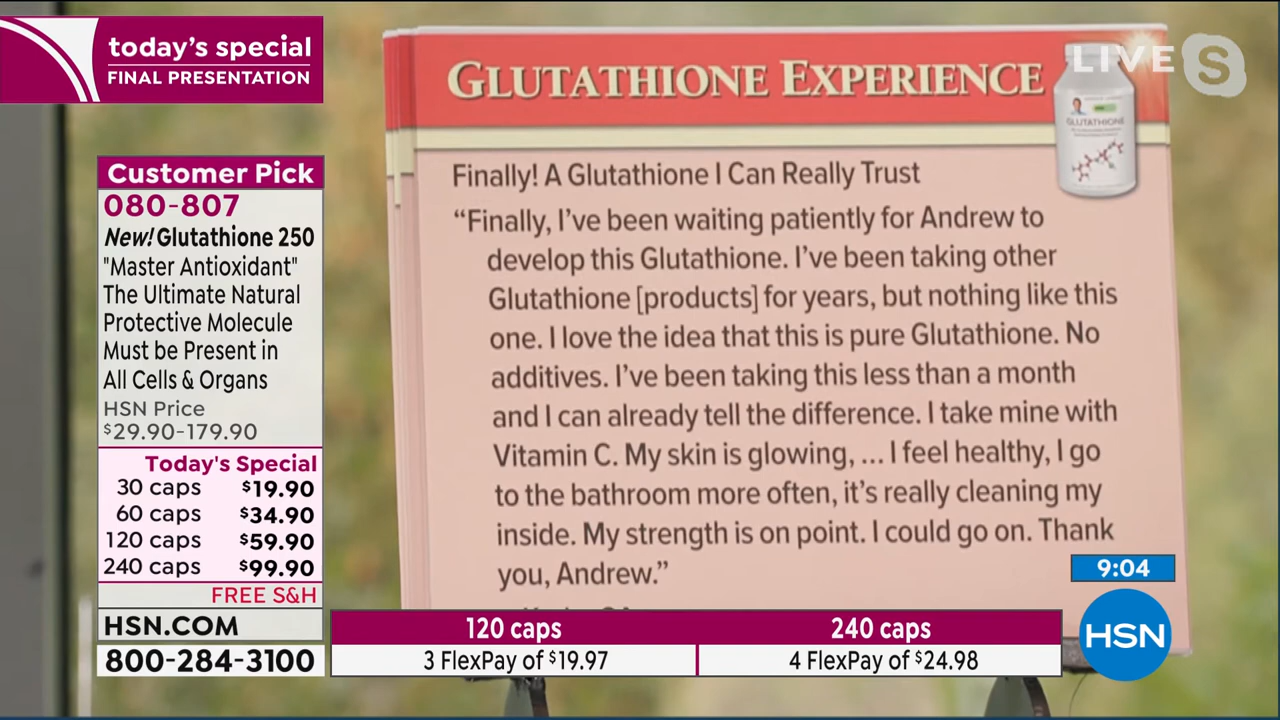 today's special
FINAL PRESENTATION
Customer Pick
080-807
New! Glutathione 250
"Master Antioxidant"
The Ultimate Natural
Protective Molecule
Must be Present in
All Cells & Organs
HSN Price
$29.90-179.90
Today's Special
30 caps $19.90
60 caps $34.90
120 caps $59.90
240 caps $99.90
FREE S&H
HSN.COM
800-284-3100
LIVE S
GLUTATHIONE EXPERIENCE
GLUTATHIONE
Finally! A Glutathione I Can Really Trust
“Finally, I’ve been waiting patiently for Andrew to
develop this Glutathione. I’ve been taking other
Glutathione [products] for years, but nothing like this
one. I love the idea that this is pure Glutathione. No
additives. I’ve been taking this less than a month
and I can already tell the difference. I take mine with
Vitamin C. My skin is glowing, ... I feel healthy, I go
to the bathroom more often, it’s really cleaning my
inside. My strength is on point. I could go on. Thank
you, Andrew.”
9:04
HSN
120 caps 240 caps
3 FlexPay of $19.97 4 FlexPay of $24.98